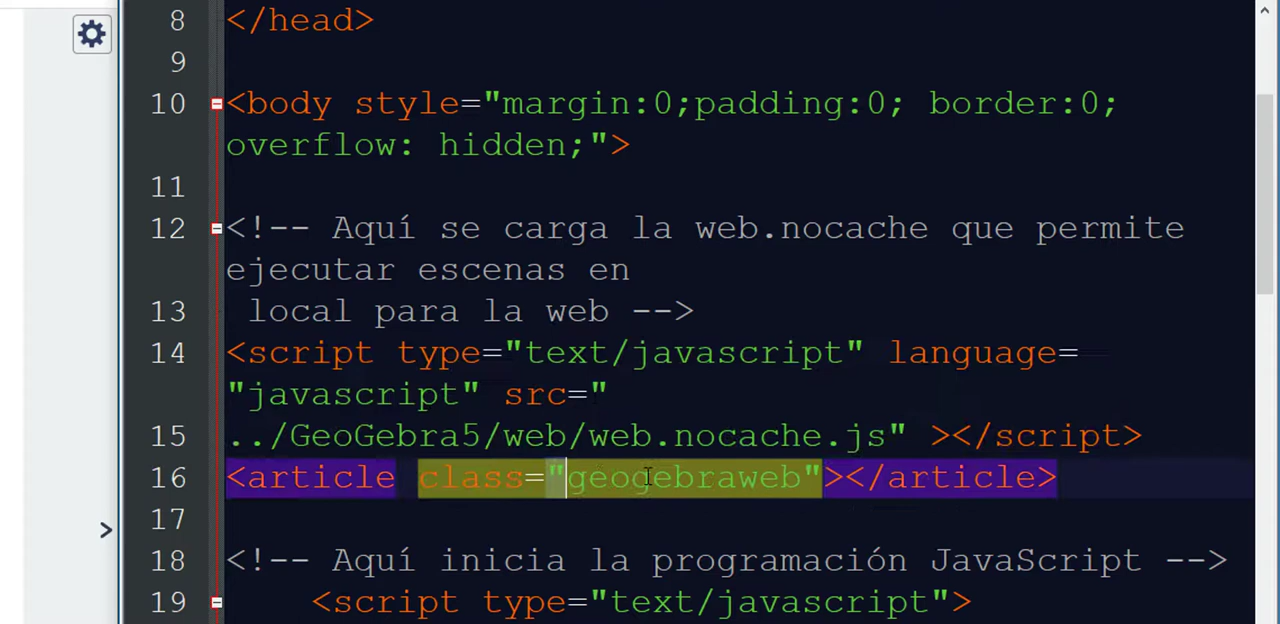 8 </head>
9
10 <body style="margin:0;padding:0; border:0;
overflow: hidden;">
11
12 <!-- Aquí se carga la web.nocache que permite
ejecutar escenas en
13 local para la web -->
14 <script type="text/javascript" language=
"javascript" src="
15 ../GeoGebra5/web/web.nocache.js" ></script>
16 <article class="geogebraweb"></article>
17
18 <!-- Aquí inicia la programación JavaScript -->
19 <script type="text/javascript">